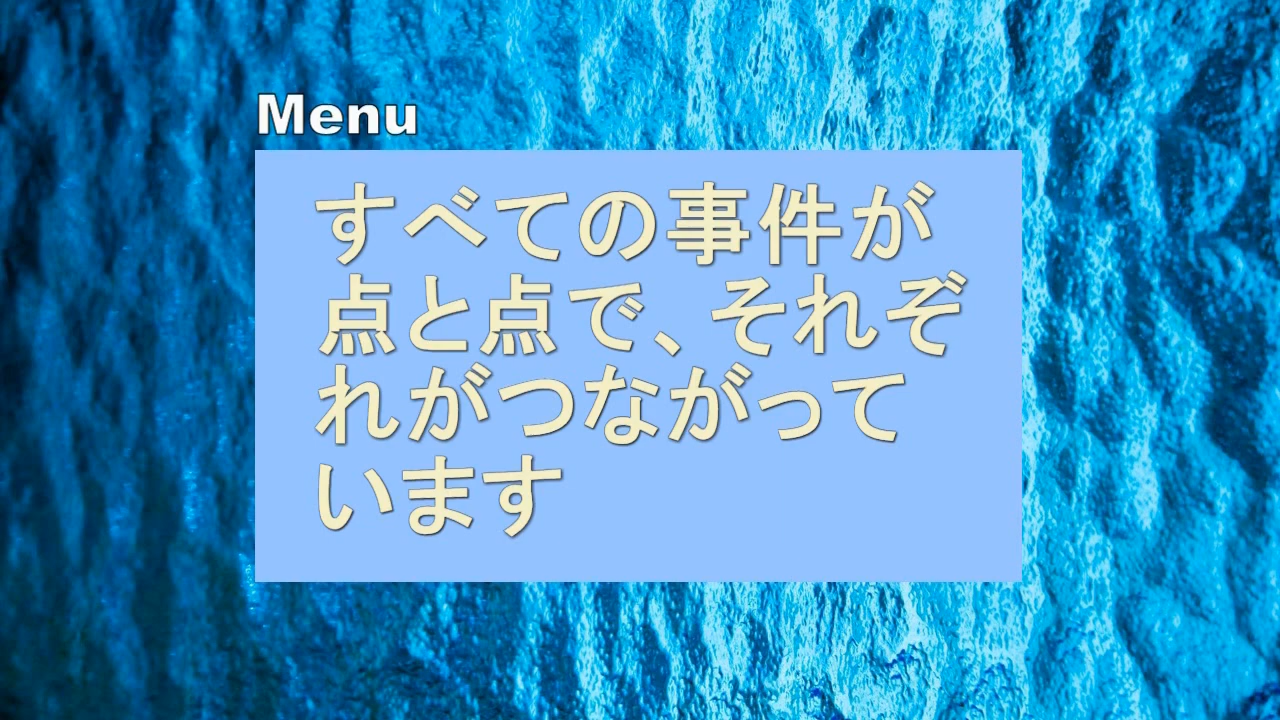 Menu
すべての事件が
点と点で、それぞ
れがつながって
います